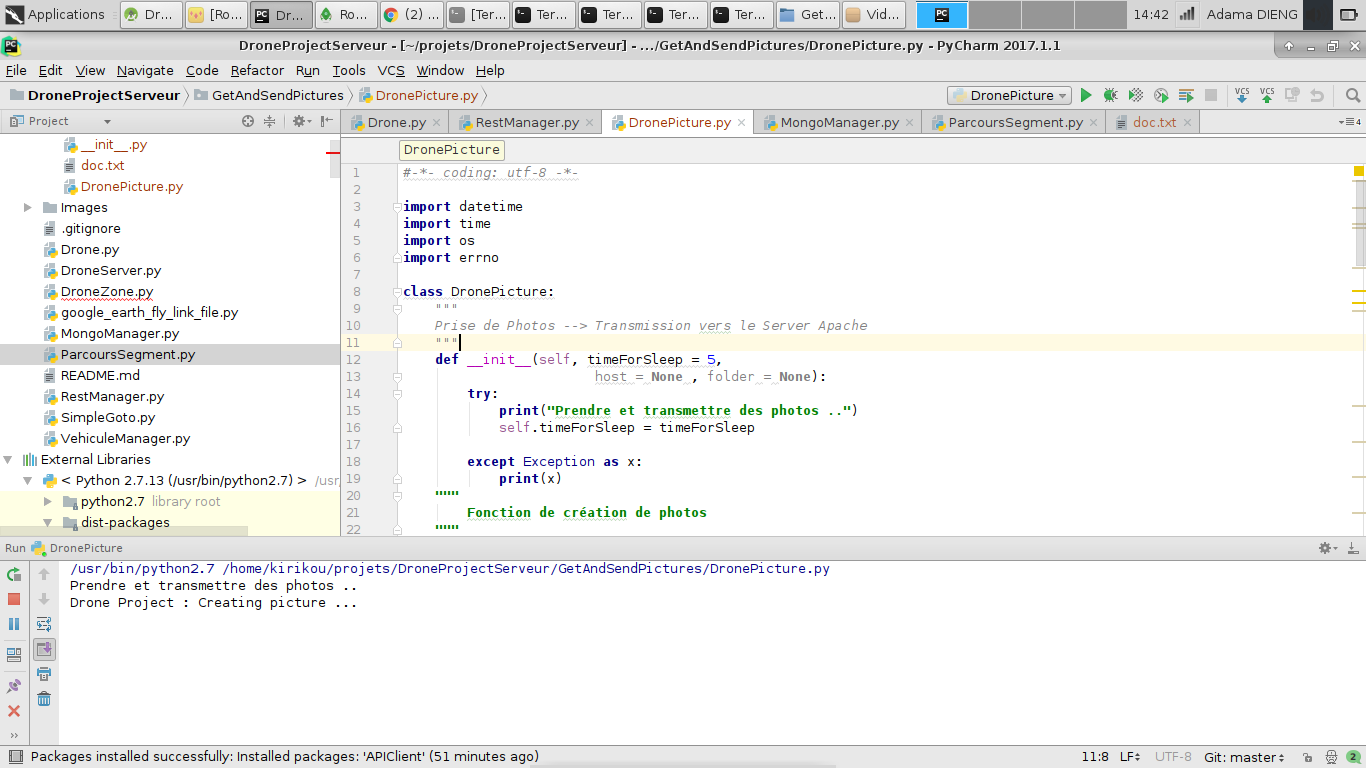 Applications Dr... [Ro... Dr... Ro... (2) ... [Ter... Ter... Ter... Ter... Ter... Get... Vid... 14:42 Adama DIENG
DroneProjectServeur - [~/projets/DroneProjectServeur] - .../GetAndSendPictures/DronePicture.py - PyCharm 2017.1.1
File Edit View Navigate Code Refactor Run Tools VCS Window Help
DroneProjectServeur GetAndSendPictures DronePicture.py DronePicture VCS VCS
Project Drone.py RestManager.py DronePicture.py MongoManager.py ParcoursSegment.py doc.txt 4
__init__.py
doc.txt
DronePicture.py
Images
.gitignore
Drone.py
DroneServer.py
DroneZone.py
google_earth_fly_link_file.py
MongoManager.py
ParcoursSegment.py
README.md
RestManager.py
SimpleGoto.py
VehiculeManager.py
External Libraries
< Python 2.7.13 (/usr/bin/python2.7) > /usr
python2.7 library root
dist-packages
DronePicture
1 #-*- coding: utf-8 -*-
2
3 import datetime
4 import time
5 import os
6 import errno
7
8 class DronePicture:
9 """
10 Prise de Photos --> Transmission vers le Server Apache
11 """
12 def __init__(self, timeForSleep = 5,
13 host = None , folder = None):
14 try:
15 print("Prendre et transmettre des photos ..")
16 self.timeForSleep = timeForSleep
17
18 except Exception as x:
19 print(x)
20 """
21 Fonction de création de photos
22 """
Run DronePicture
/usr/bin/python2.7 /home/kirikou/projets/DroneProjectServeur/GetAndSendPictures/DronePicture.py
Prendre et transmettre des photos ..
Drone Project : Creating picture ...
Packages installed successfully: Installed packages: 'APIClient' (51 minutes ago) 11:8 LF UTF-8 Git: master 2